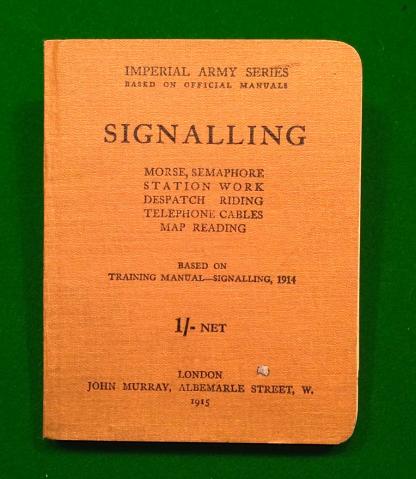 IMPERIAL ARMY SERIES
BASED ON OFFICIAL MANUALS
SIGNALLING
MORSE, SEMAPHORE
STATION WORK
DESPATCH RIDING
TELEPHONE CABLES
MAP READING
BASED ON
TRAINING MANUAL—SIGNALLING, 1914
1/- NET
LONDON
JOHN MURRAY, ALBEMARLE STREET, W.
1915